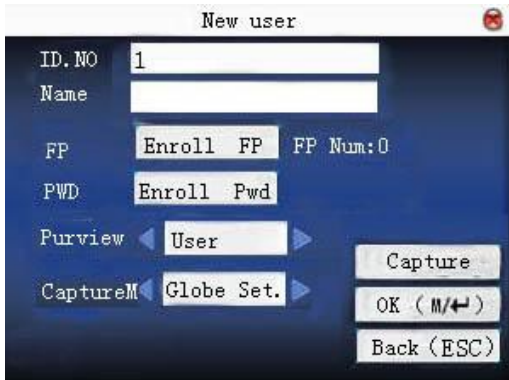 New user
ID.NO 1
Name
FP Enroll FP FP Num:0
PWD Enroll Pwd
Purview User
CaptureM Globe Set.
Capture
OK (M/↵)
Back(ESC)